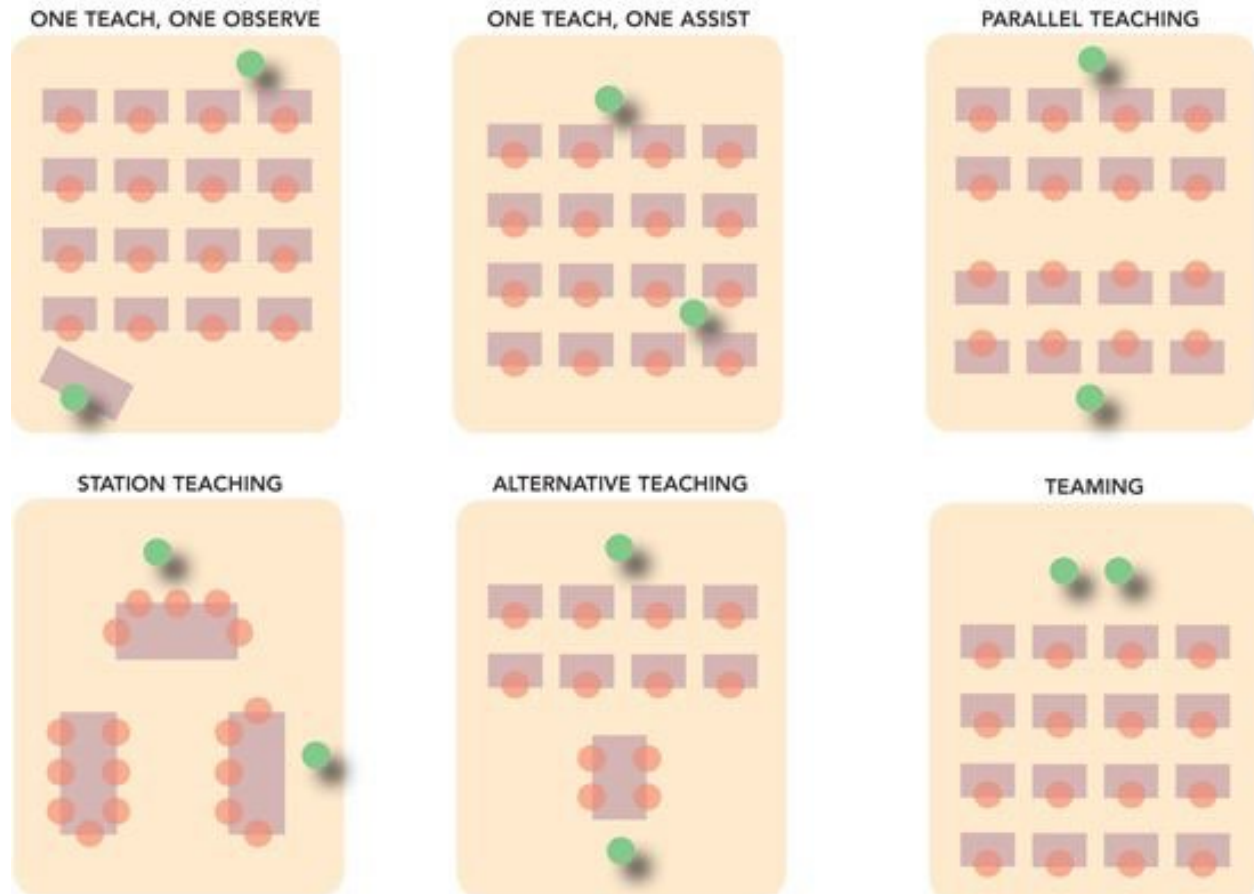 ONE TEACH, ONE OBSERVE
ONE TEACH, ONE ASSIST
PARALLEL TEACHING
STATION TEACHING
ALTERNATIVE TEACHING
TEAMING